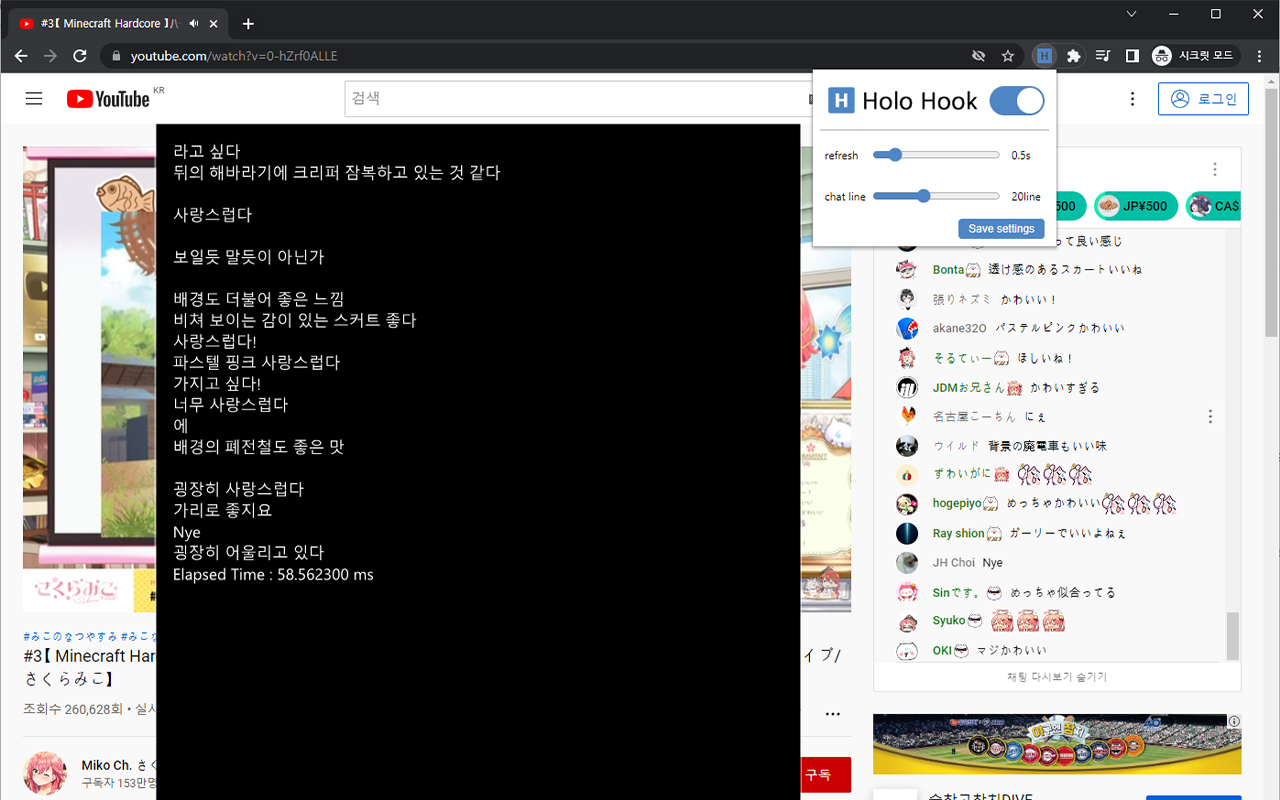 #3【 Minecraft Hardcore 】ハ
youtube.com/watch?v=0-hZrf0ALLE
시크릿 모드
YouTube KR
검색
로그인
H Holo Hook
refresh 0.5s
chat line 20line
Save settings
라고 싶다
뒤의 해바라기에 크리퍼 잠복하고 있는 것 같다
사랑스럽다
보일듯 말듯이 아닌가
배경도 더불어 좋은 느낌
비쳐 보이는 감이 있는 스커트 좋다
사랑스럽다!
파스텔 핑크 사랑스럽다
가지고 싶다!
너무 사랑스럽다
에
배경의 폐전철도 좋은 맛
굉장히 사랑스럽다
가리로 좋지요
Nye
굉장히 어울리고 있다
Elapsed Time : 58.562300 ms
500
JP¥500
CA$
って良い感じ
Bonta 透け感のあるスカートいいね
張りネズミ かわいい！
akane320 パステルピンクかわいい
そるてぃー ほしいね！
JDMお兄さん かわいすぎる
名古屋こーちん にぇ
ウイルド 背景の廃電車もいい味
ずわいがに
hogepiyo めっちゃかわいい
Ray shion ガーリーでいいよねぇ
JH Choi Nye
Sinです。 めっちゃ似合ってる
Syuko
OKI マジかわいい
채팅 다시보기 숨기기
さくらみこ
#みこのなつやすみ #みこな
#3【 Minecraft Har
イブ/
さくらみこ】
조회수 260,628회 • 실시
Miko Ch. さく
구독자 153만명
구독